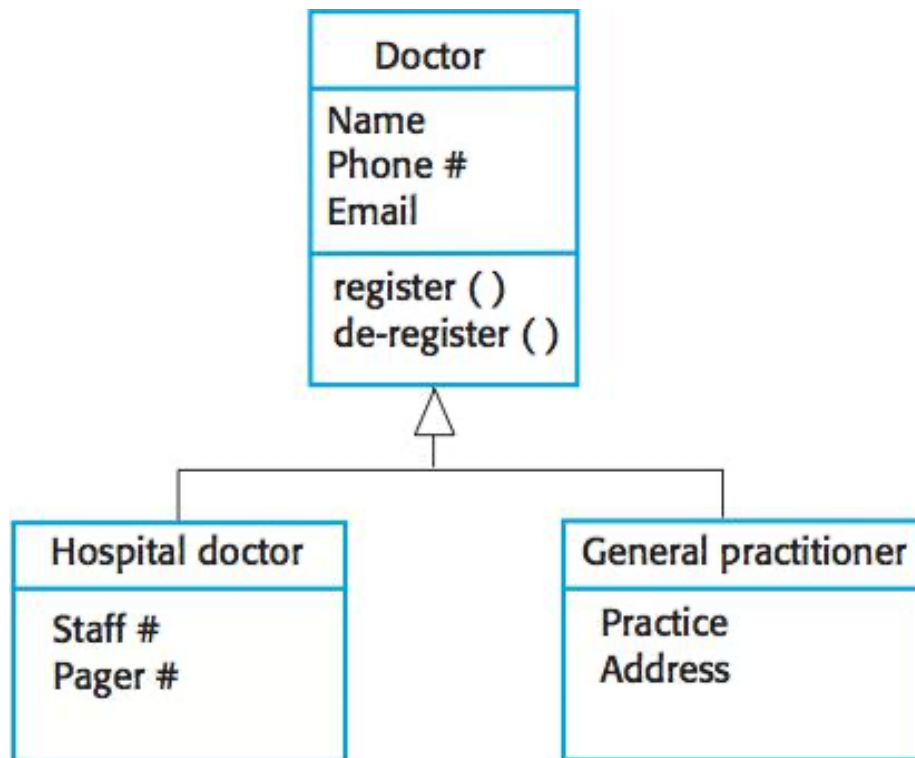 Doctor
Name
Phone #
Email
register ( )
de-register ( )
Hospital doctor
Staff #
Pager #
General practitioner
Practice
Address